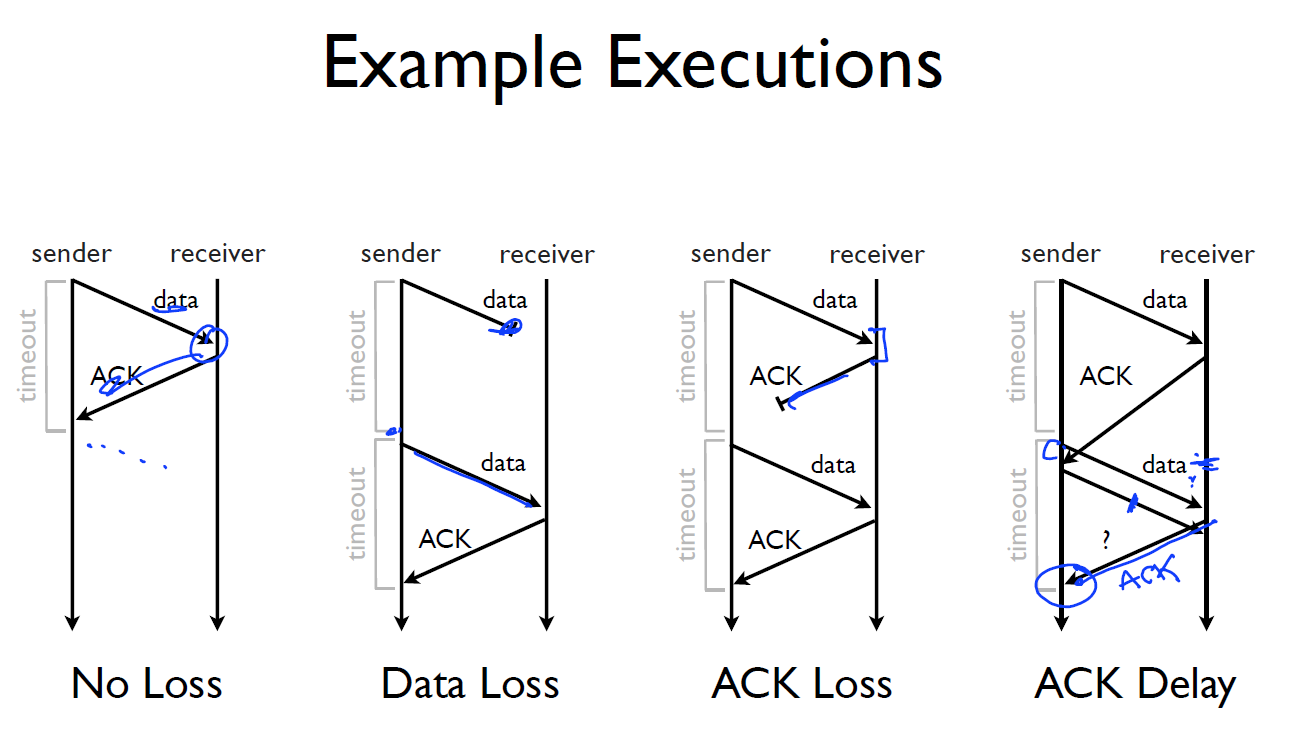 Example Executions
sender receiver
timeout
data
ACK
No Loss
sender receiver
timeout
data
timeout
data
ACK
Data Loss
sender receiver
timeout
data
ACK
timeout
data
ACK
ACK Loss
sender receiver
timeout
data
ACK
timeout
data
?
?
ACK
ACK Delay